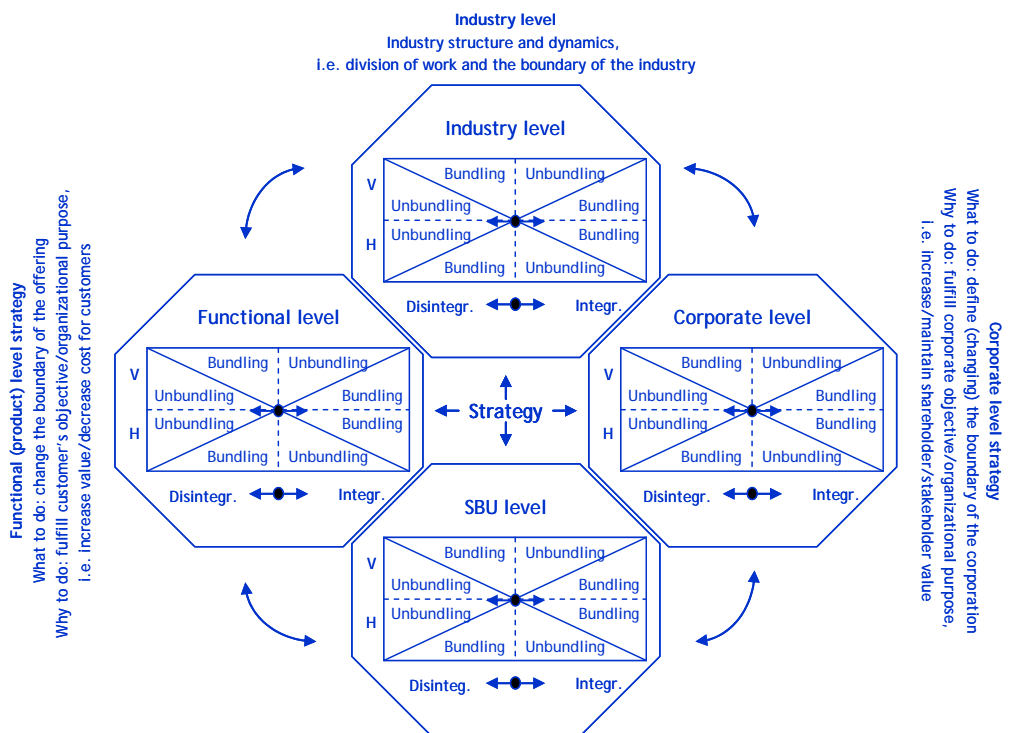 Industry level
Industry structure and dynamics,
i.e. division of work and the boundary of the industry
Industry level
V
H
Bundling
Unbundling
Unbundling
Bundling
Unbundling
Bundling
Bundling
Unbundling
Disintegr.
Integr.
Functional (product) level strategy
What to do: change the boundary of the offering
Why to do: fulfill customer's objective/organizational purpose,
i.e. increase value/decrease cost for customers
Functional level
V
H
Bundling
Unbundling
Unbundling
Bundling
Unbundling
Bundling
Bundling
Unbundling
Disintegr.
Integr.
Strategy
Corporate level
V
H
Bundling
Unbundling
Unbundling
Bundling
Unbundling
Bundling
Bundling
Unbundling
Disintegr.
Integr.
Corporate level strategy
What to do: define (changing) the boundary of the corporation
Why to do: fulfill corporate objective/organizational purpose,
i.e. increase/maintain shareholder/stakeholder value
SBU level
V
H
Bundling
Unbundling
Unbundling
Bundling
Unbundling
Bundling
Bundling
Unbundling
Disinteg.
Integr.